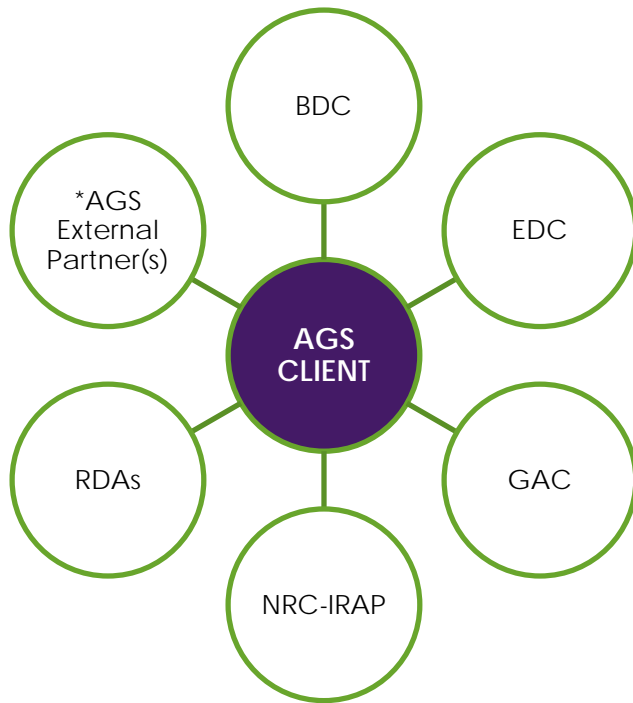 BDC
*AGS
External
Partner(s)
EDC
AGS
CLIENT
RDAs
GAC
NRC-IRAP